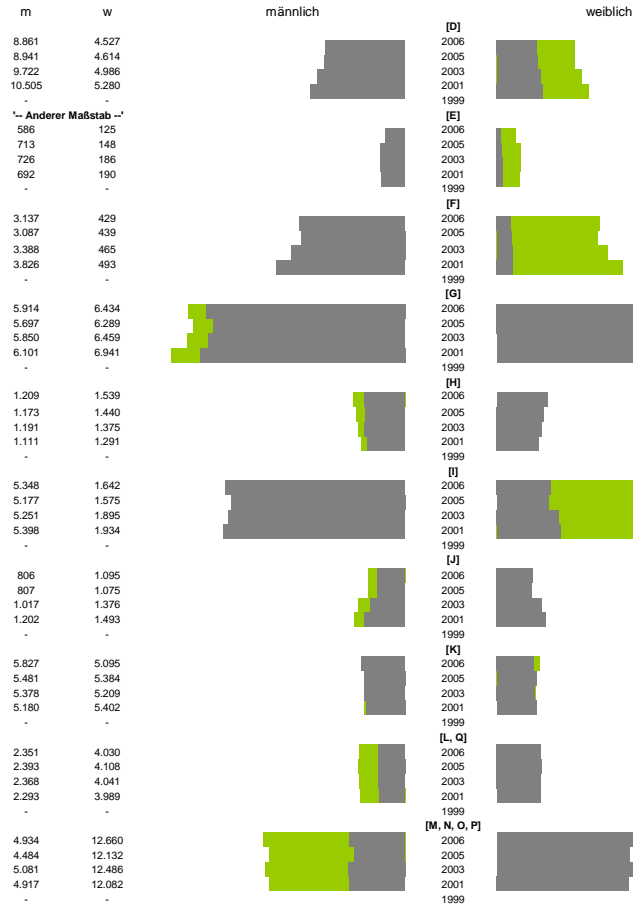 m w männlich weiblich
[D]
8.861 4.527 2006
8.941 4.614 2005
9.722 4.986 2003
10.505 5.280 2001
- - 1999
'-- Anderer Maßstab --' [E]
586 125 2006
713 148 2005
726 186 2003
692 190 2001
- - 1999
[F]
3.137 429 2006
3.087 439 2005
3.388 465 2003
3.826 493 2001
- - 1999
[G]
5.914 6.434 2006
5.697 6.289 2005
5.850 6.459 2003
6.101 6.941 2001
- - 1999
[H]
1.209 1.539 2006
1.173 1.440 2005
1.191 1.375 2003
1.111 1.291 2001
- - 1999
[I]
5.348 1.642 2006
5.177 1.575 2005
5.251 1.895 2003
5.398 1.934 2001
- - 1999
[J]
806 1.095 2006
807 1.075 2005
1.017 1.376 2003
1.202 1.493 2001
- - 1999
[K]
5.827 5.095 2006
5.481 5.384 2005
5.378 5.209 2003
5.180 5.402 2001
- - 1999
[L, Q]
2.351 4.030 2006
2.393 4.108 2005
2.368 4.041 2003
2.293 3.989 2001
- - 1999
[M, N, O, P]
4.934 12.660 2006
4.484 12.132 2005
5.081 12.486 2003
4.917 12.082 2001
- - 1999